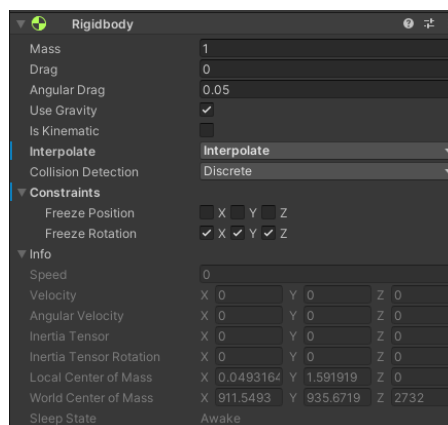 Rigidbody
Mass 1
Drag 0
Angular Drag 0.05
Use Gravity
Is Kinematic
Interpolate Interpolate
Collision Detection Discrete
Constraints
Freeze Position X Y Z
Freeze Rotation X Y Z
Info
Speed 0
Velocity X 0 Y 0 Z 0
Angular Velocity X 0 Y 0 Z 0
Inertia Tensor X 0 Y 0 Z 0
Inertia Tensor Rotation X 0 Y 0 Z 0
Local Center of Mass X 0.0493164 Y 1.591919 Z 0
World Center of Mass X 911.5493 Y 935.6719 Z 2732
Sleep State Awake